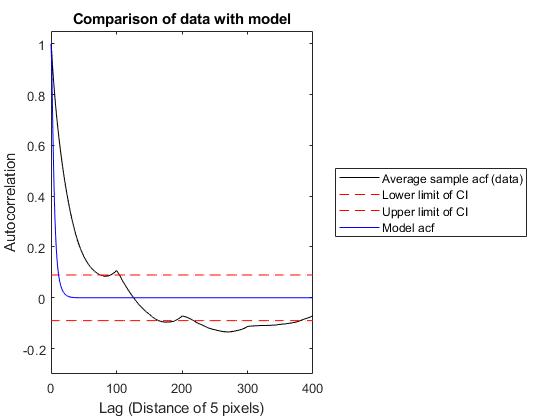 Comparison of data with model
1
0.8
0.6
0.4
0.2
0
-0.2
Autocorrelation
0 100 200 300 400
Lag (Distance of 5 pixels)
Average sample acf (data)
Lower limit of CI
Upper limit of CI
Model acf